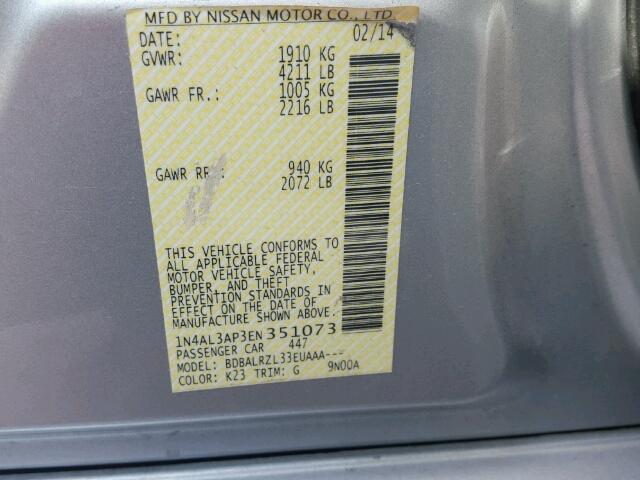 MFD BY NISSAN MOTOR CO., LTD.
DATE: 02/14
GVWR: 1910 KG
4211 LB
GAWR FR.: 1005 KG
2216 LB
GAWR RR.: 940 KG
2072 LB
THIS VEHICLE CONFORMS TO
ALL APPLICABLE FEDERAL
MOTOR VEHICLE SAFETY,
BUMPER, AND THEFT
PREVENTION STANDARDS IN
EFFECT ON THE DATE OF
MANUFACTURE SHOWN ABOVE.
1N4AL3AP3EN351073
PASSENGER CAR 447
MODEL: BDBALRZL33EUAAA---
COLOR: K23 TRIM: G 9N00A